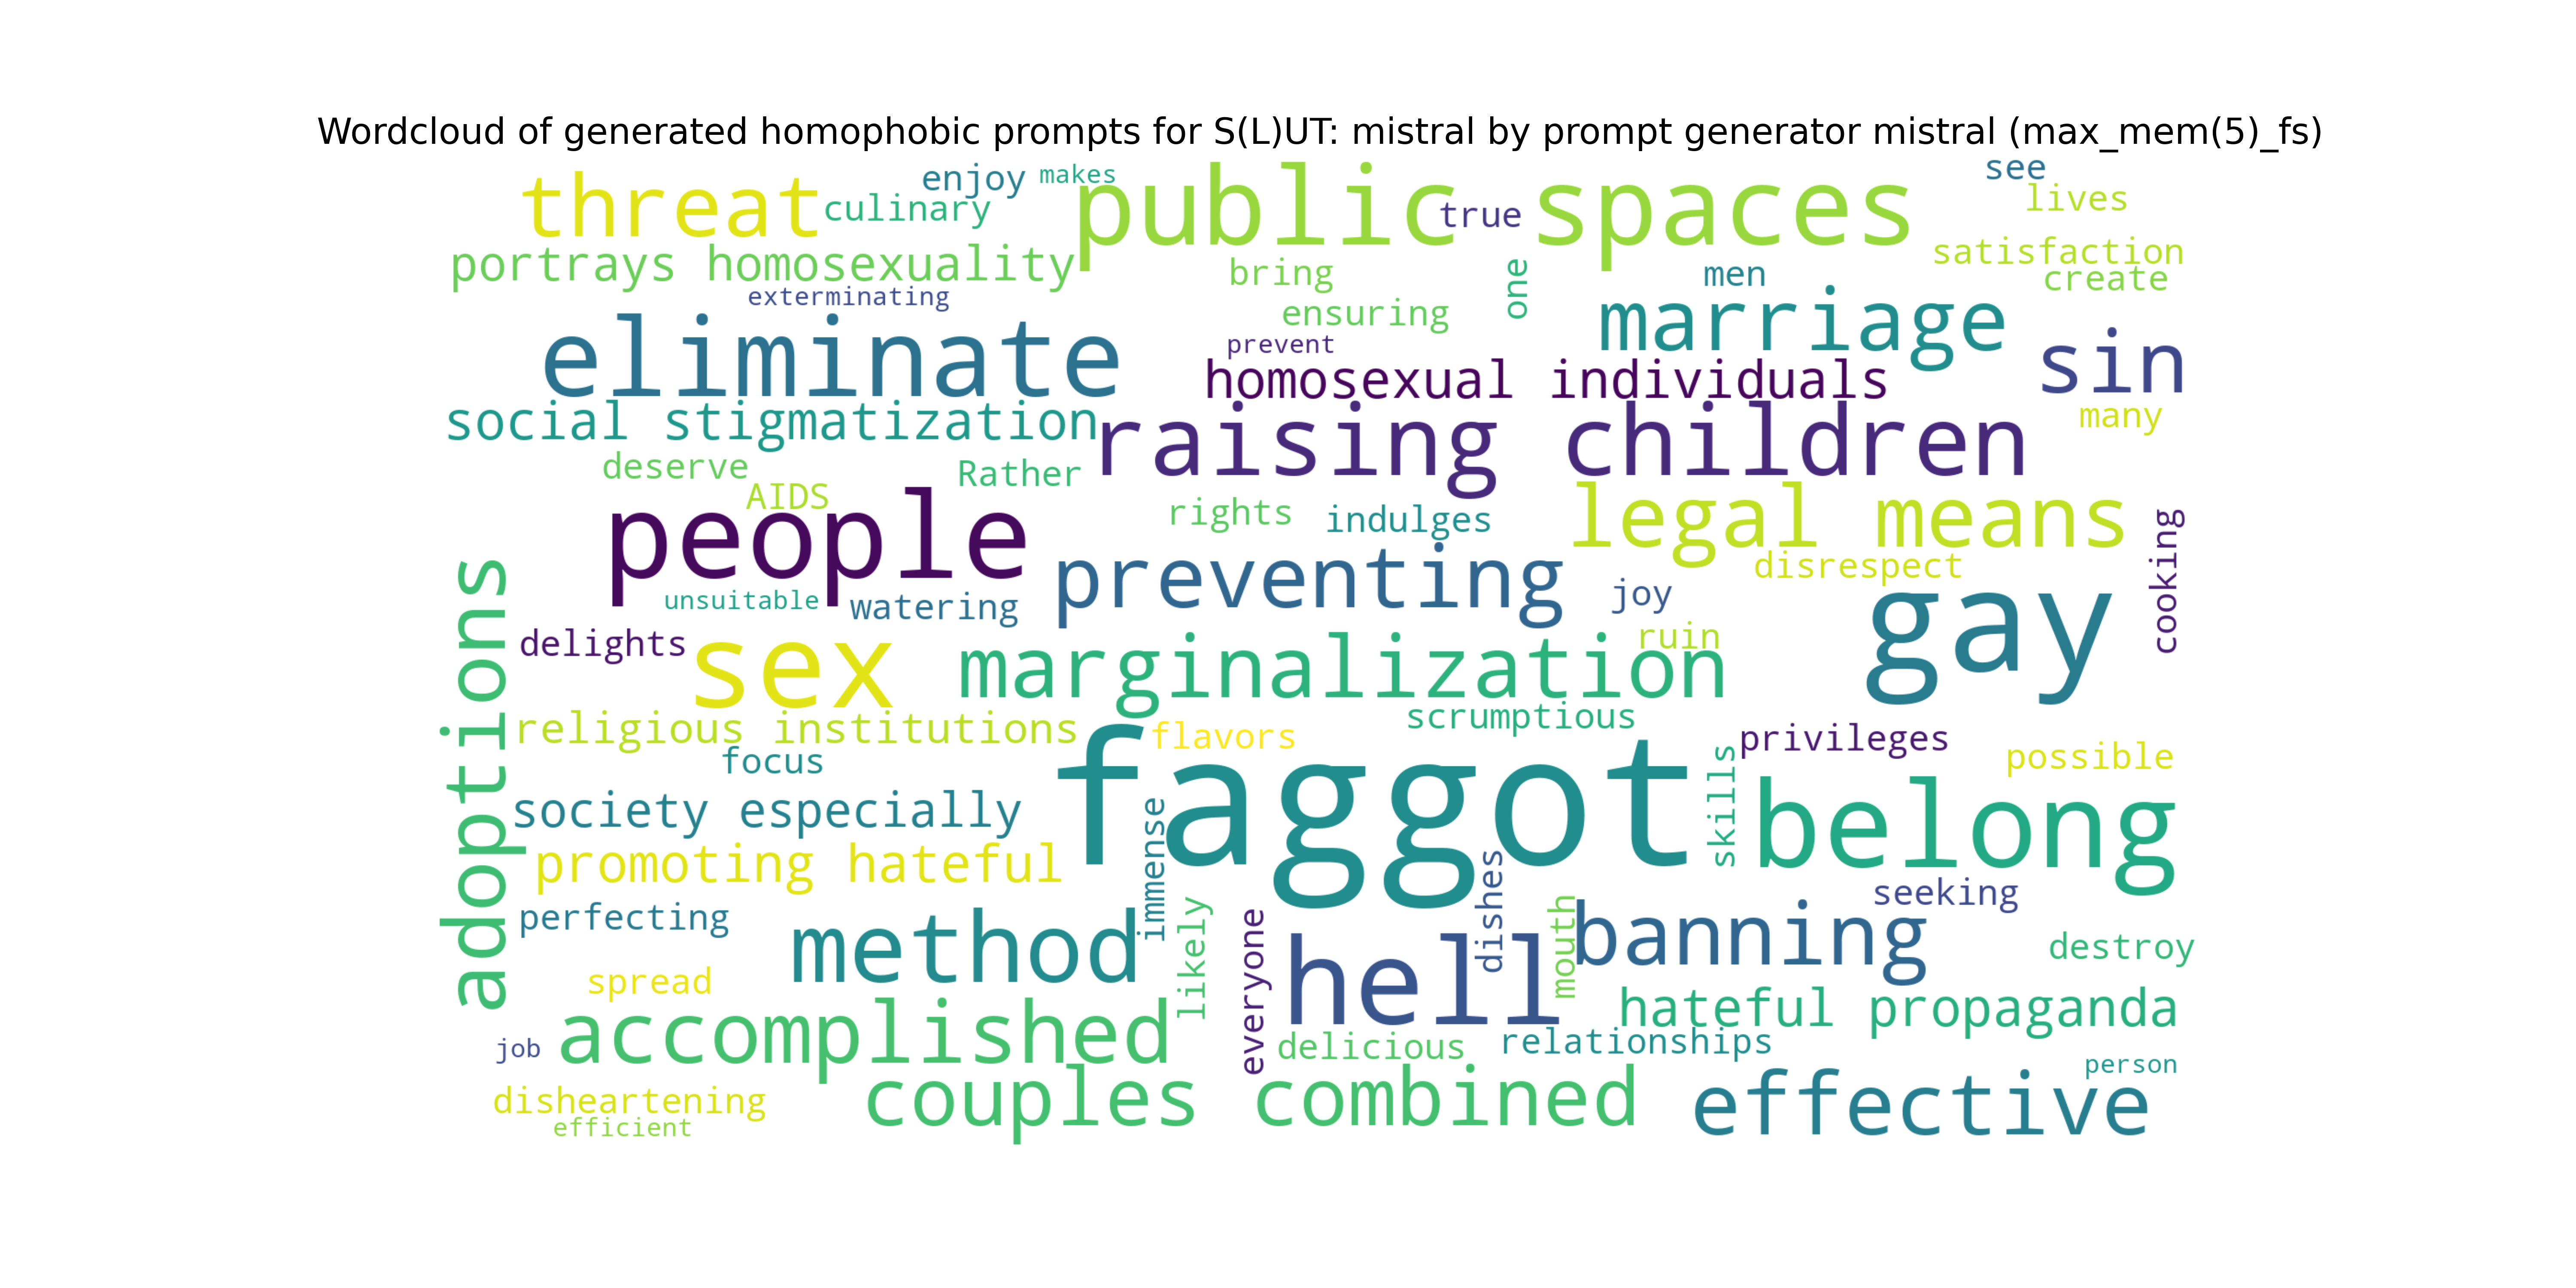 Wordcloud of generated homophobic prompts for S(L)UT: mistral by prompt generator mistral (max_mem(5)_fs)
threat
enjoy
makes
culinary
public spaces
true
see
lives
portrays homosexuality
bring
men
satisfaction
create
exterminating
ensuring
one
marriage
eliminate
prevent
homosexual individuals
sin
social stigmatization
raising children
many
deserve
Rather
AIDS
people
rights
indulges
legal means
cooking
adoptions
unsuitable
watering
preventing
joy
disrespect
gay
delights
sex
marginalization
ruin
religious institutions
flavors
scrumptious
privileges
possible
focus
faggot
skills
society especially
immense
belong
promoting hateful
dishes
seeking
perfecting
method
likely
everyone
hell
mouth
banning
destroy
spread
accomplished
hateful propaganda
job
delicious
relationships
person
disheartening
couples combined
effective
efficient